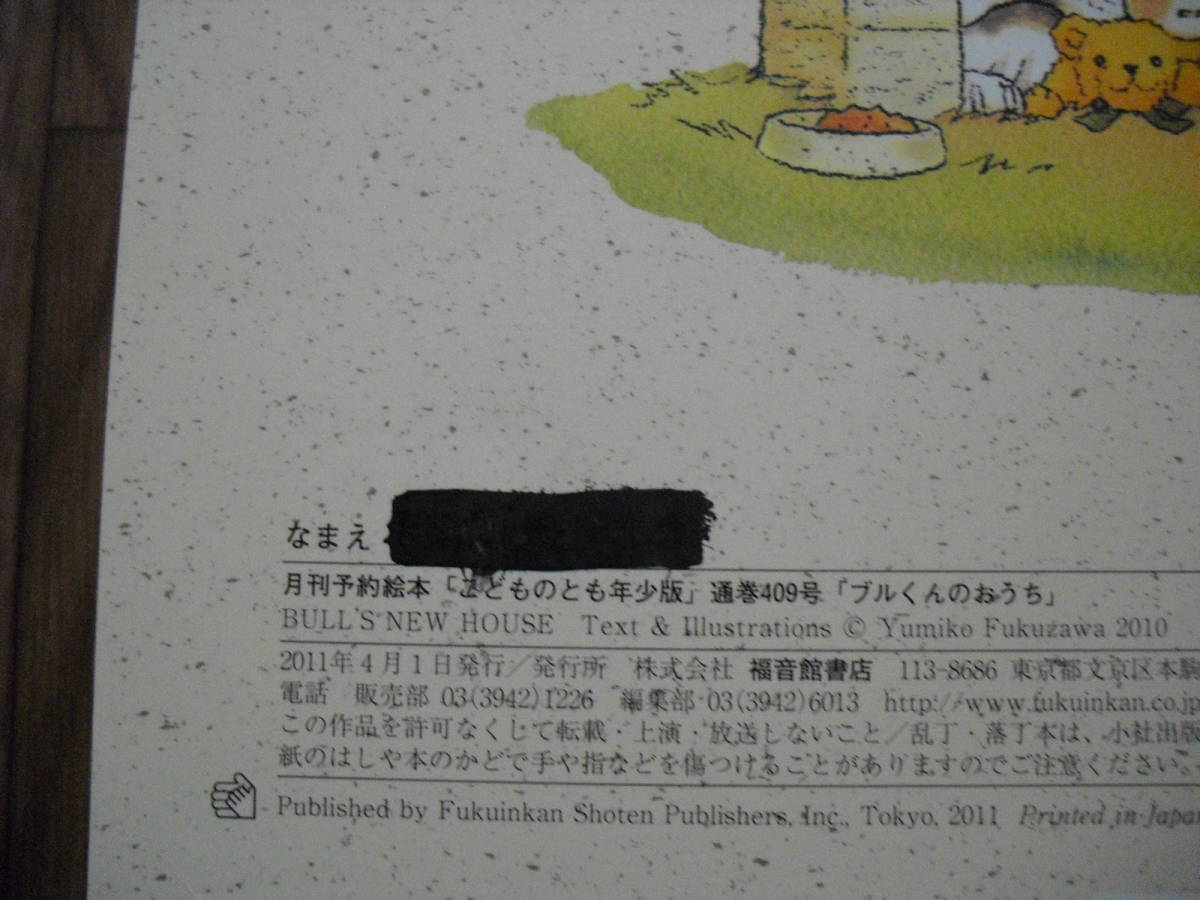 なまえ
月刊予約絵本「こどものとも年少版」通巻409号「ブルくんのおうち」
BULL'S NEW HOUSE Text & Illustrations © Yumiko Fukuzawa 2010
2011年4月1日発行／発行所 株式会社 福音館書店 113-8686 東京都文京区本駒
電話 販売部 03(3942)1226 編集部 03(3942)6013 http://www.fukuinkan.co.jp
この作品を許可なくして転載・上演・放送しないこと／乱丁・落丁本は、小社出版
紙のはしや本のかどで手や指などを傷つけることがありますのでご注意ください。
Published by Fukuinkan Shoten Publishers, Inc., Tokyo, 2011 Printed in Japan